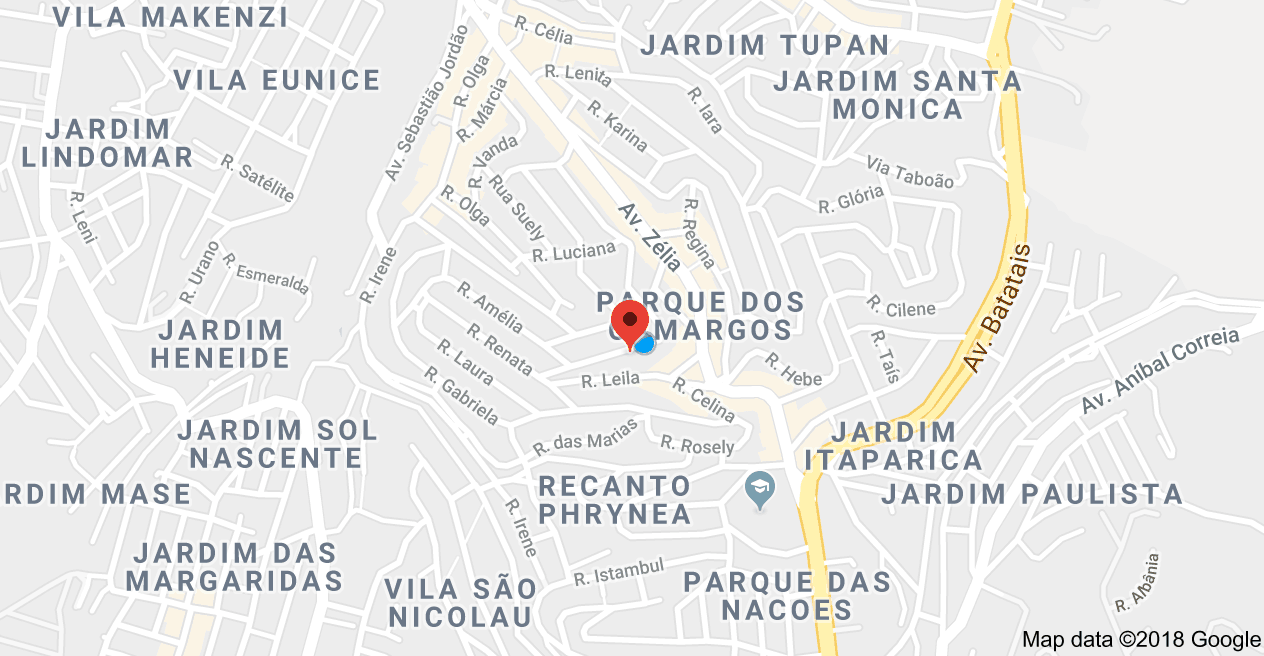 VILA MAKENZI
R. Célia
JARDIM TUPAN
VILA EUNICE
R. Olga
R. Lenita
JARDIM SANTA
MONICA
Av. Sebastião Jordão
R. Márcia
R. Karina
R. Iara
JARDIM
LINDOMAR
R. Vanda
R. Satélite
Via Taboão
R. Leni
R. Olga
Rua Suely
R. Glória
Av. Zélia
R. Regina
R. Luciana
R. Urano
R. Esmeralda
R. Irene
Av. Batatais
R. Amélia
PARQUE DOS
MARGOS
R. Cilene
JARDIM
HENEIDE
R. Renata
R. Laura
R. Taís
Av. Aníbal Correia
R. Gabriela
R. Leila
R. Celina
R. Hebe
JARDIM SOL
NASCENTE
R. das Marias
R. Rosely
JARDIM
ITAPARICA
RDIM MASE
RECANTO
PHRYNEA
JARDIM PAULISTA
R. Irene
JARDIM DAS
MARGARIDAS
VILA SÃO
NICOLAU
R. Istambul
PARQUE DAS
NACOES
R. Albânia
Map data ©2018 Google